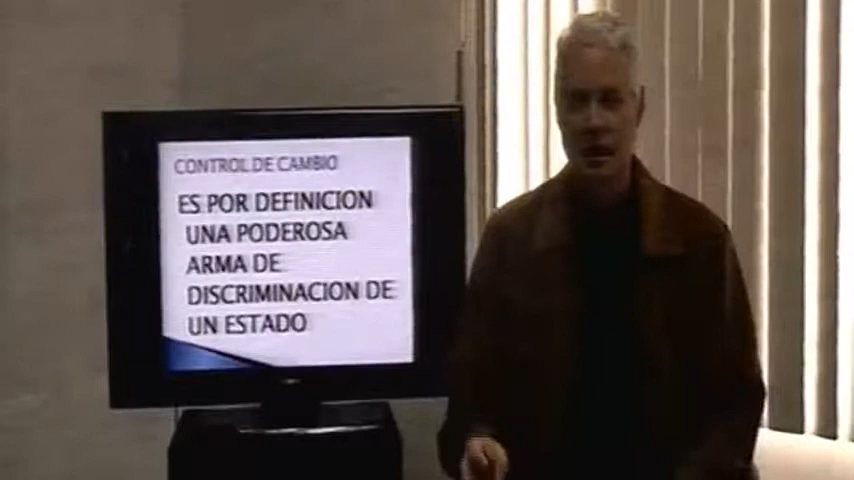 CONTROL DE CAMBIO
ES POR DEFINICION
UNA PODEROSA
ARMA DE
DISCRIMINACION DE
UN ESTADO